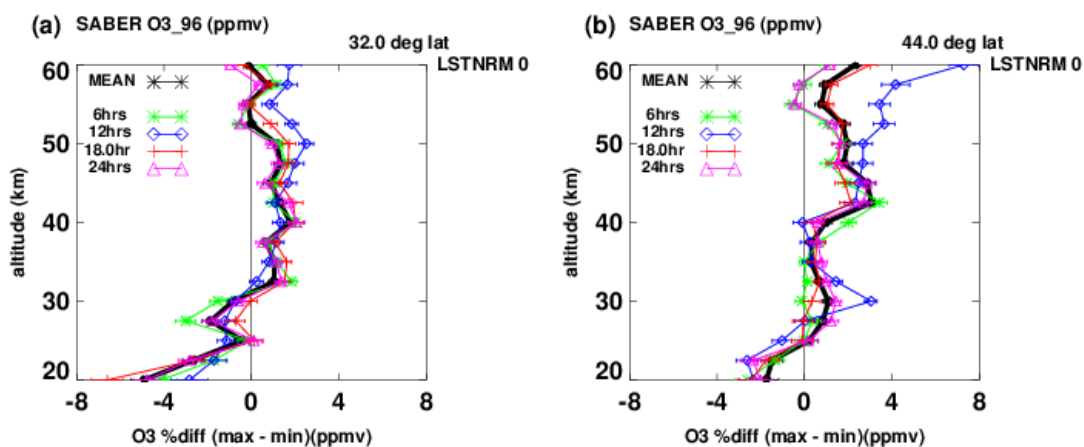 (a) SABER O3_96 (ppmv)
32.0 deg lat
LSTNRM 0
60
50
40
30
20
altitude (km)
MEAN
6hrs
12hrs
18.0hr
24hrs
-8 -4 0 4 8
O3 %diff (max - min)(ppmv)
(b) SABER O3_96 (ppmv)
44.0 deg lat
LSTNRM 0
60
50
40
30
20
altitude (km)
MEAN
6hrs
12hrs
18.0hr
24hrs
-8 -4 0 4 8
O3 %diff (max - min)(ppmv)